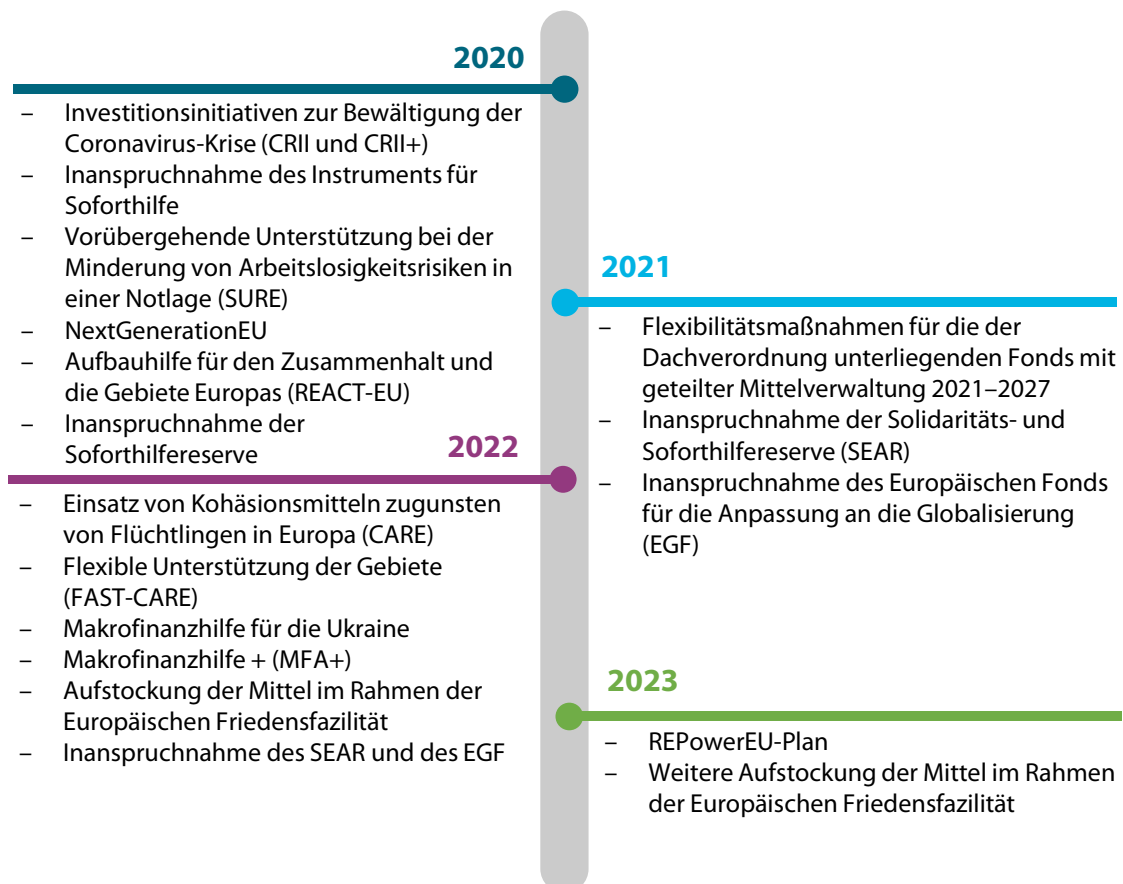 2020
– Investitionsinitiativen zur Bewältigung der
Coronavirus-Krise (CRII und CRII+)
– Inanspruchnahme des Instruments für
Soforthilfe
– Vorübergehende Unterstützung bei der
Minderung von Arbeitslosigkeitsrisiken in
einer Notlage (SURE)
– NextGenerationEU
– Aufbauhilfe für den Zusammenhalt und
die Gebiete Europas (REACT-EU)
– Inanspruchnahme der
Soforthilfereserve
2021
– Flexibilitätsmaßnahmen für die der
Dachverordnung unterliegenden Fonds mit
geteilter Mittelverwaltung 2021–2027
– Inanspruchnahme der Solidaritäts- und
Soforthilfereserve (SEAR)
– Inanspruchnahme des Europäischen Fonds
für die Anpassung an die Globalisierung
(EGF)
2022
– Einsatz von Kohäsionsmitteln zugunsten
von Flüchtlingen in Europa (CARE)
– Flexible Unterstützung der Gebiete
(FAST-CARE)
– Makrofinanzhilfe für die Ukraine
– Makrofinanzhilfe + (MFA+)
– Aufstockung der Mittel im Rahmen der
Europäischen Friedensfazilität
– Inanspruchnahme des SEAR und des EGF
2023
– REPowerEU-Plan
– Weitere Aufstockung der Mittel im Rahmen
der Europäischen Friedensfazilität